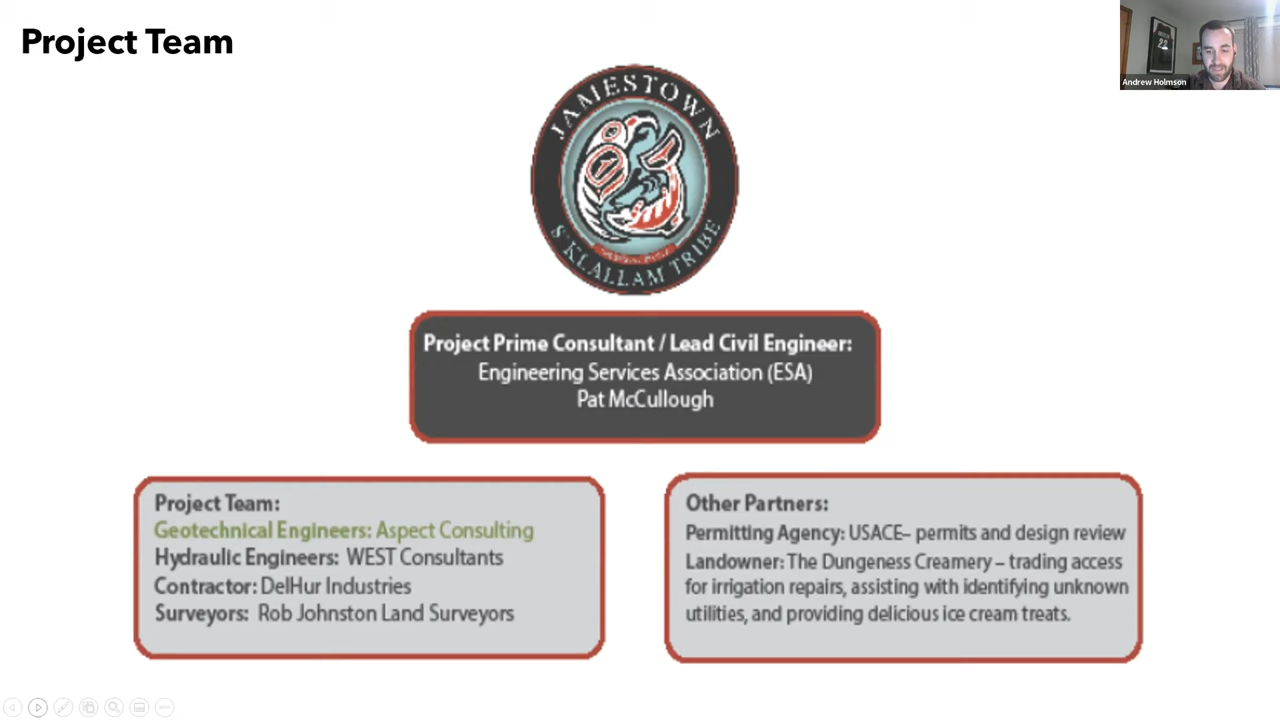 Project Team
Andrew Holmson
JAMESTOWN
S'KLALLAM TRIBE
Project Prime Consultant / Lead Civil Engineer:
Engineering Services Association (ESA)
Pat McCullough
Project Team:
Geotechnical Engineers: Aspect Consulting
Hydraulic Engineers: WEST Consultants
Contractor: DelHur Industries
Surveyors: Rob Johnston Land Surveyors
Other Partners:
Permitting Agency: USACE– permits and design review
Landowner: The Dungeness Creamery – trading access
for irrigation repairs, assisting with identifying unknown
utilities, and providing delicious ice cream treats.